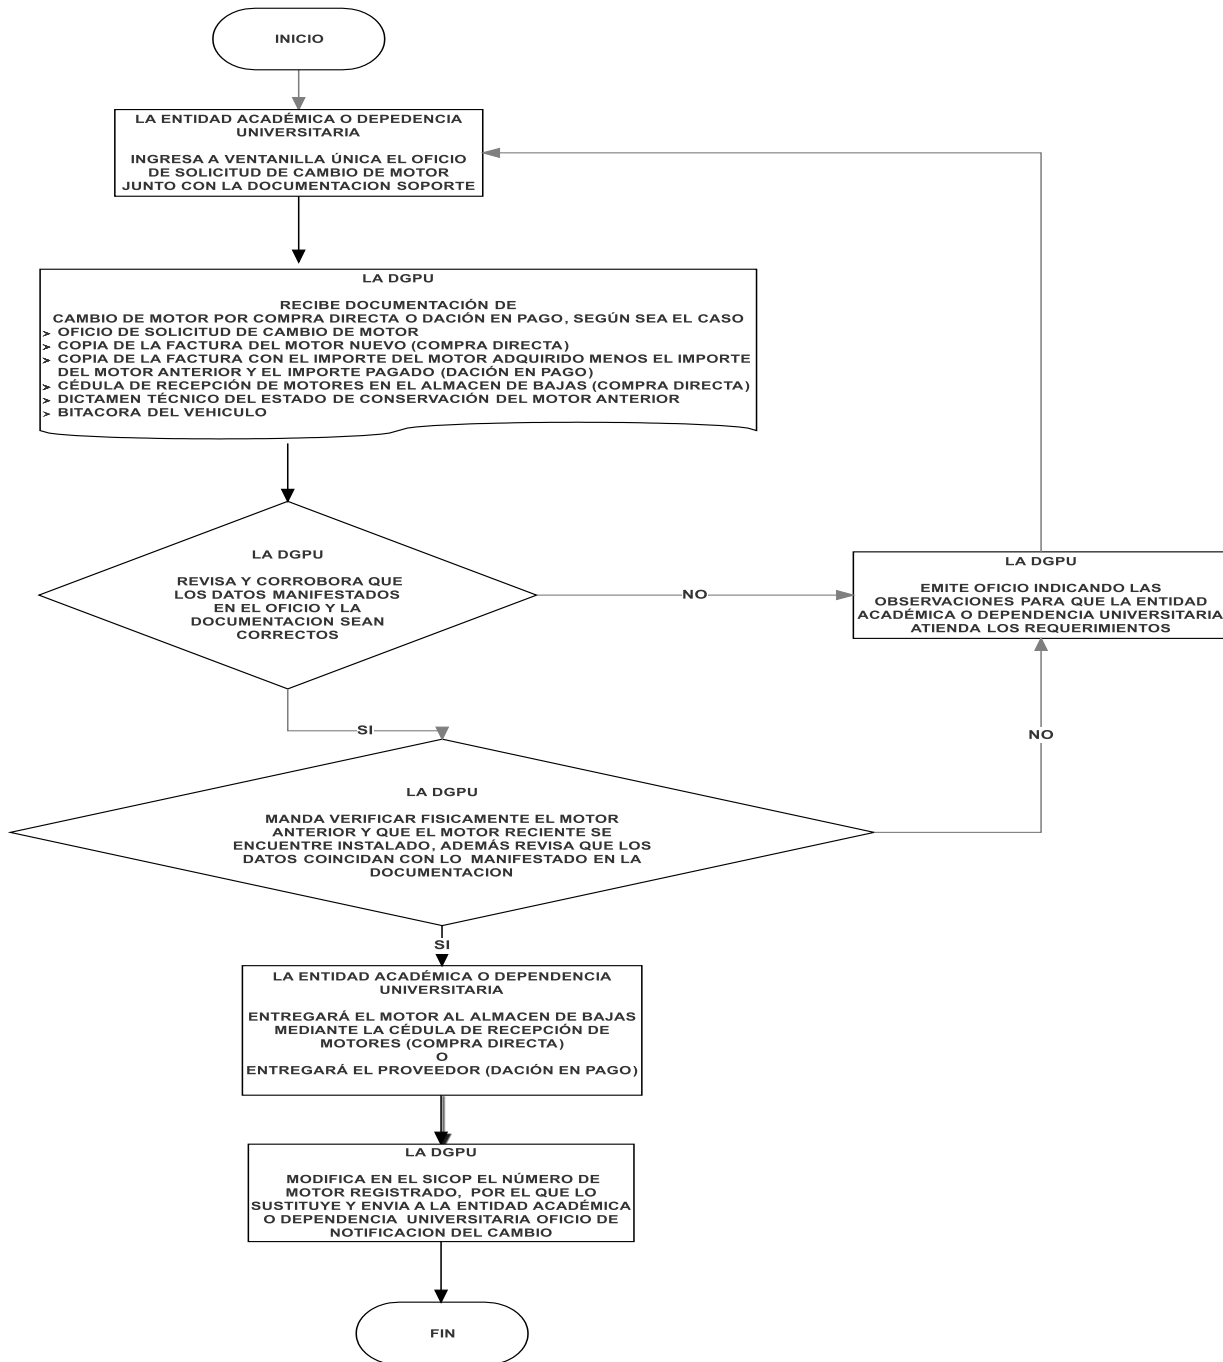 INICIO
LA ENTIDAD ACADÉMICA O DEPEDENCIA
UNIVERSITARIA
INGRESA A VENTANILLA ÚNICA EL OFICIO
DE SOLICITUD DE CAMBIO DE MOTOR
JUNTO CON LA DOCUMENTACION SOPORTE
LA DGPU
RECIBE DOCUMENTACIÓN DE
CAMBIO DE MOTOR POR COMPRA DIRECTA O DACIÓN EN PAGO, SEGÚN SEA EL CASO
➢ OFICIO DE SOLICITUD DE CAMBIO DE MOTOR
➢ COPIA DE LA FACTURA DEL MOTOR NUEVO (COMPRA DIRECTA)
➢ COPIA DE LA FACTURA CON EL IMPORTE DEL MOTOR ADQUIRIDO MENOS EL IMPORTE
DEL MOTOR ANTERIOR Y EL IMPORTE PAGADO (DACIÓN EN PAGO)
➢ CÉDULA DE RECEPCIÓN DE MOTORES EN EL ALMACEN DE BAJAS (COMPRA DIRECTA)
➢ DICTAMEN TÉCNICO DEL ESTADO DE CONSERVACIÓN DEL MOTOR ANTERIOR
➢ BITACORA DEL VEHICULO
LA DGPU
REVISA Y CORROBORA QUE
LOS DATOS MANIFESTADOS
EN EL OFICIO Y LA
DOCUMENTACION SEAN
CORRECTOS
NO
LA DGPU
EMITE OFICIO INDICANDO LAS
OBSERVACIONES PARA QUE LA ENTIDAD
ACADÉMICA O DEPENDENCIA UNIVERSITARIA
ATIENDA LOS REQUERIMIENTOS
SI
NO
LA DGPU
MANDA VERIFICAR FISICAMENTE EL MOTOR
ANTERIOR Y QUE EL MOTOR RECIENTE SE
ENCUENTRE INSTALADO, ADEMÁS REVISA QUE LOS
DATOS COINCIDAN CON LO MANIFESTADO EN LA
DOCUMENTACION
SI
LA ENTIDAD ACADÉMICA O DEPENDENCIA
UNIVERSITARIA
ENTREGARÁ EL MOTOR AL ALMACEN DE BAJAS
MEDIANTE LA CÉDULA DE RECEPCIÓN DE
MOTORES (COMPRA DIRECTA)
O
ENTREGARÁ EL PROVEEDOR (DACIÓN EN PAGO)
LA DGPU
MODIFICA EN EL SICOP EL NÚMERO DE
MOTOR REGISTRADO, POR EL QUE LO
SUSTITUYE Y ENVIA A LA ENTIDAD ACADÉMICA
O DEPENDENCIA UNIVERSITARIA OFICIO DE
NOTIFICACION DEL CAMBIO
FIN